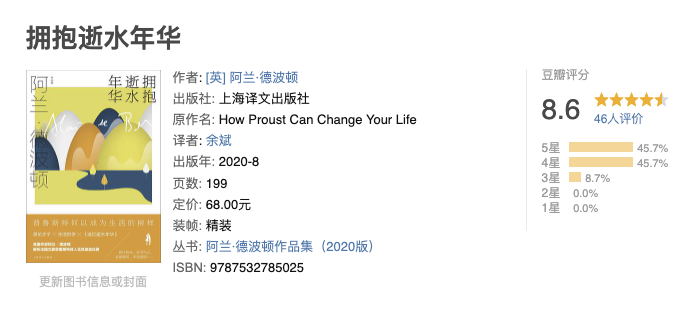 拥抱逝水年华
拥抱
逝水
年华
阿兰·德波顿
作者: [英] 阿兰·德波顿
出版社: 上海译文出版社
原作名: How Proust Can Change Your Life
译者: 余斌
出版年: 2020-8
页数: 199
定价: 68.00元
装帧: 精装
丛书: 阿兰·德波顿作品集（2020版）
ISBN: 9787532785025
更新图书信息或封面
豆瓣评分
8.6
46人评价
5星 45.7%
4星 45.7%
3星 8.7%
2星 0.0%
1星 0.0%